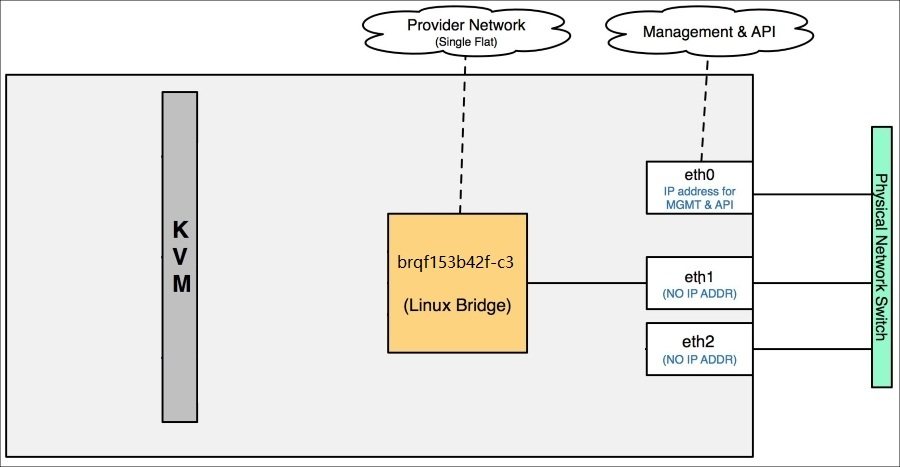 Provider Network
(Single Flat)
Management & API
eth0
IP address for
MGMT & API
K
V
M
brqf153b42f-c3
(Linux Bridge)
eth1
(NO IP ADDR)
eth2
(NO IP ADDR)
Physical Network Switch